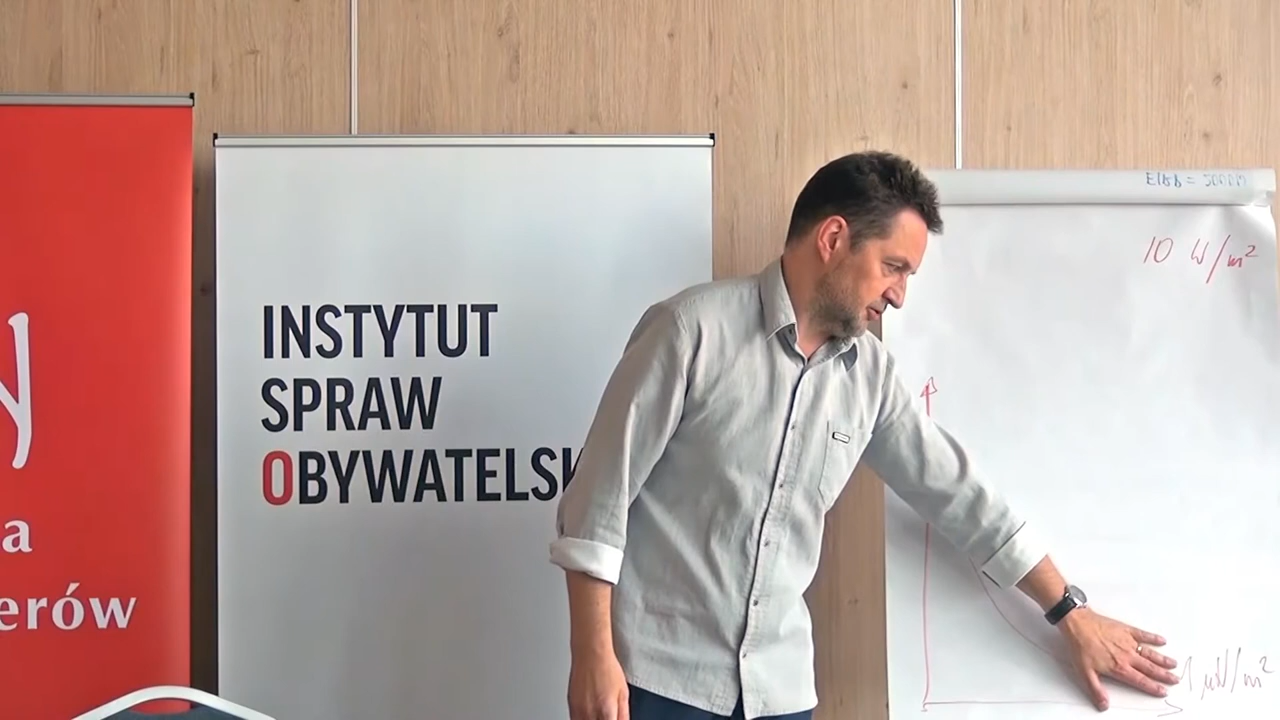 a
erów
INSTYTUT
SPRAW
OBYWATELSK
10 W/m²
1 μW/m²